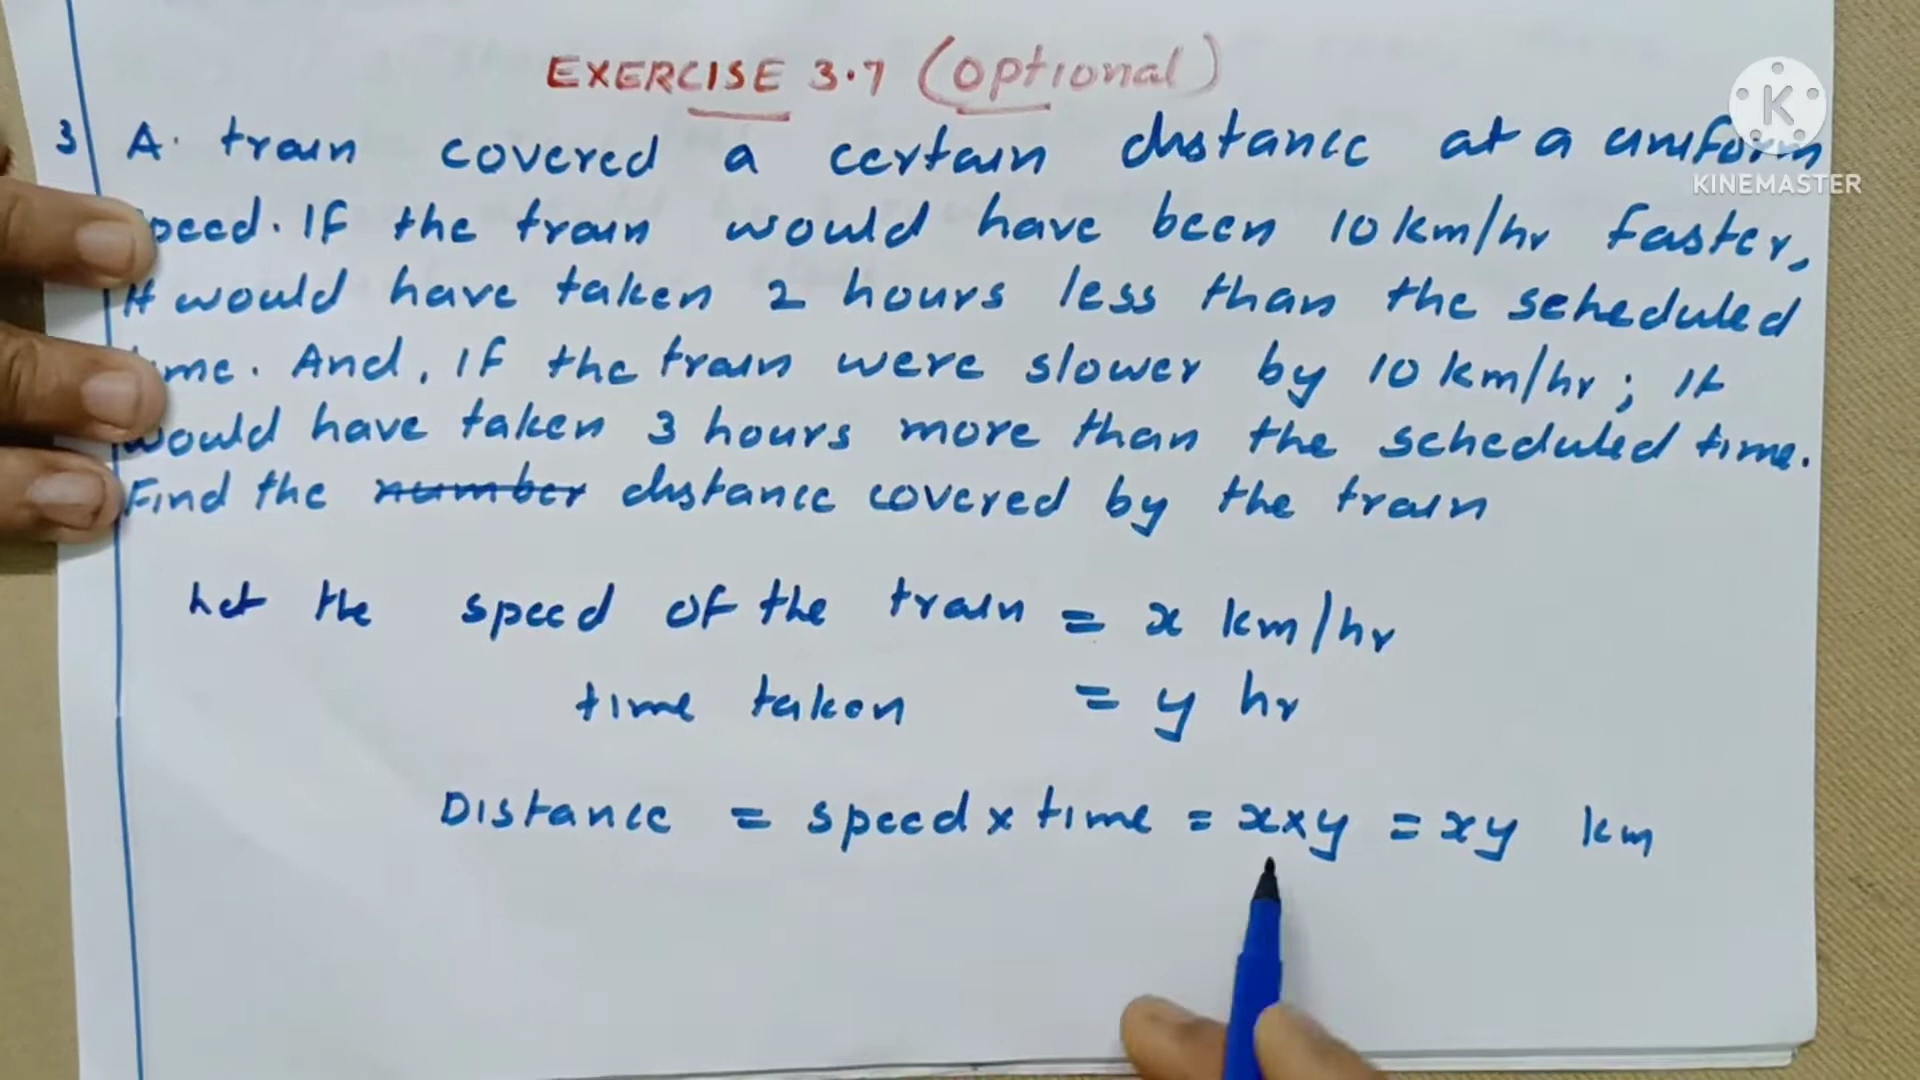 EXERCISE 3.7 (optional)
3 A. train covered a certain distance at a uniform
speed. If the train would have been 10 km/hr faster,
it would have taken 2 hours less than the scheduled
time. And, if the train were slower by 10 km/hr; it
would have taken 3 hours more than the scheduled time.
Find the number distance covered by the train
Let the speed of the train = x km/hr
time taken = y hr
Distance = speed x time = x x y = xy km
K
KINEMASTER